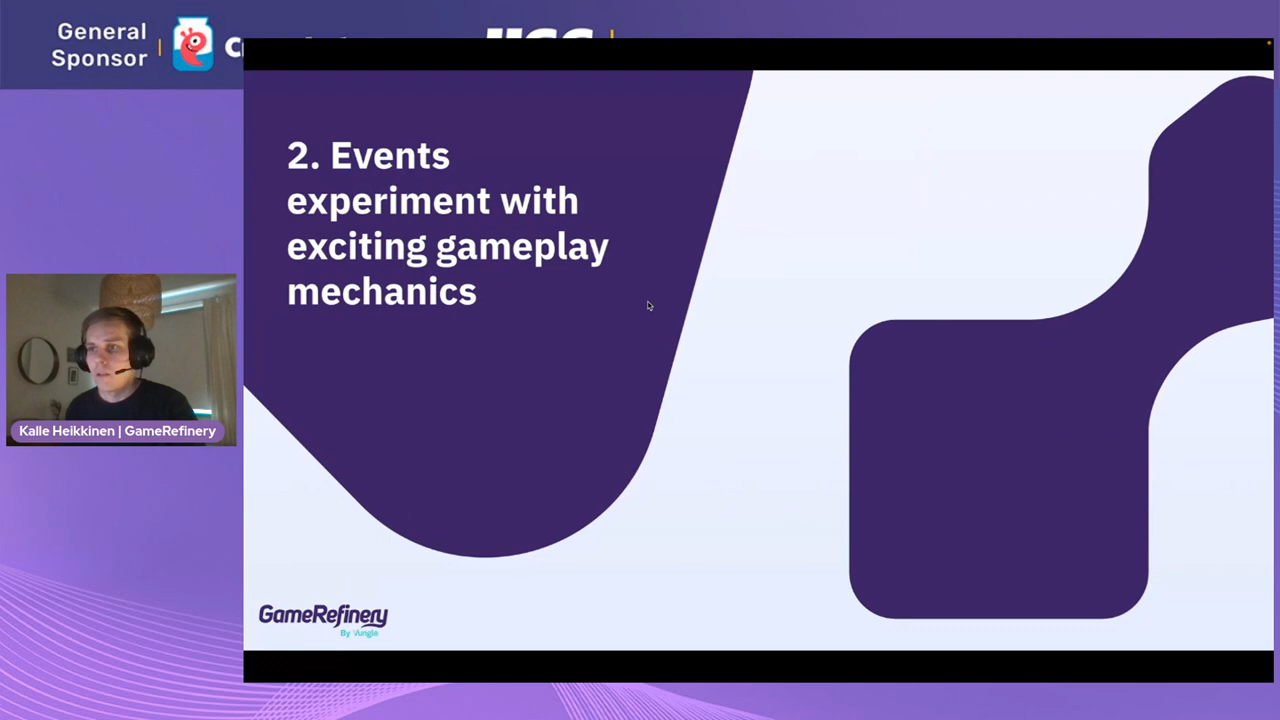 General
Sponsor
2. Events
experiment with
exciting gameplay
mechanics
Kalle Heikkinen | GameRefinery
GameRefinery
By Vungle